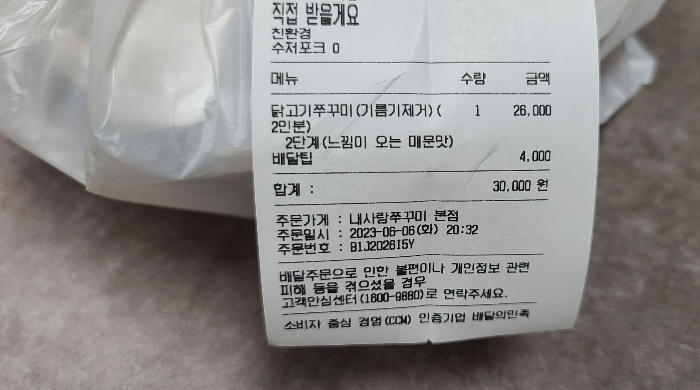 직접 받을게요
친환경
수저포크 0
메뉴 수량 금액
닭고기쭈꾸미(기름기제거)( 1 26,000
2인분)
2단계(느낌이 오는 매운맛)
배달팁 4,000
합계 : 30,000 원
주문가게 : 내사랑쭈꾸미 본점
주문일시 : 2023-06-06(화) 20:32
주문번호 : B1J202615Y
배달주문으로 인한 불편이나 개인정보 관련
피해 등을 겪으셨을 경우
고객안심센터(1600-9880)로 연락주세요.
소비자 중심 경영(CCM) 인증기업 배달의민족